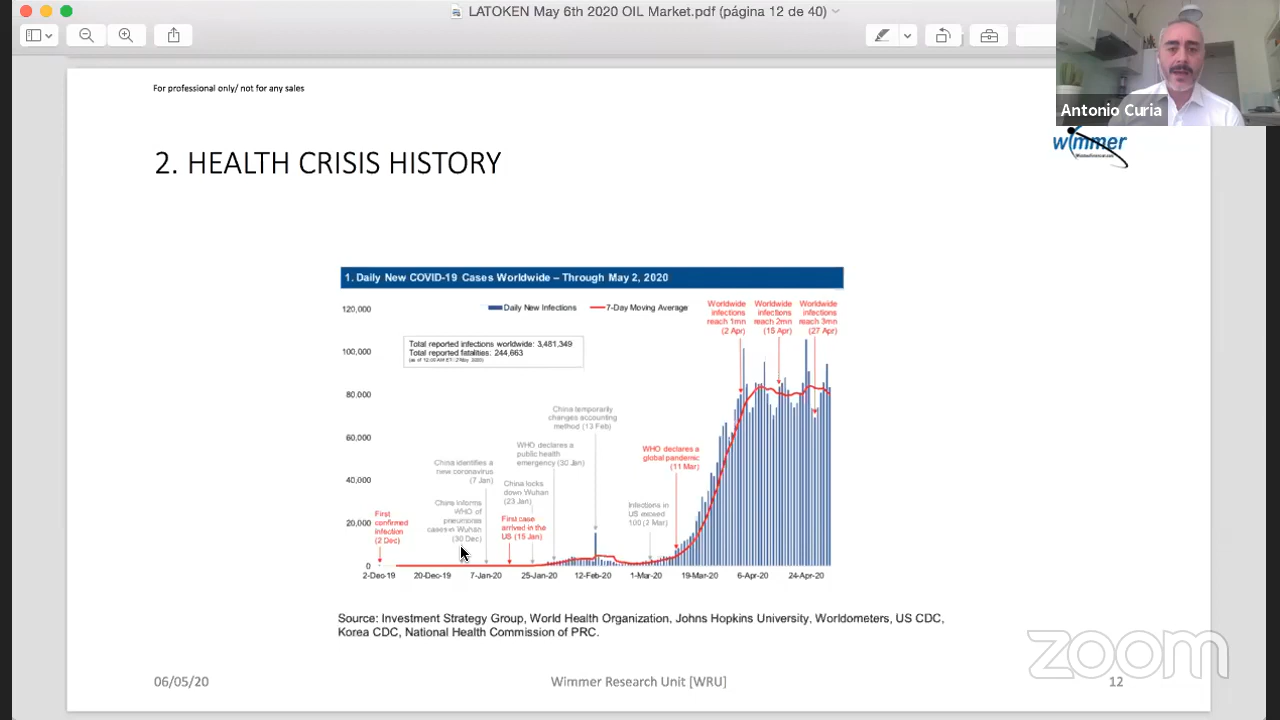 LATOKEN May 6th 2020 OIL Market.pdf (página 12 de 40)
Antonio Curia
For professional only/ not for any sales
wimmer
2. HEALTH CRISIS HISTORY
1. Daily New COVID-19 Cases Worldwide – Through May 2, 2020
Daily New Infections
7-Day Moving Average
120,000
100,000
80,000
60,000
40,000
20,000
0
Total reported infections worldwide: 3,481,349
Total reported fatalities: 244,663
Worldwide
infections
reach 1mn
(2 Apr)
Worldwide
infections
reach 2mn
(15 Apr)
Worldwide
infections
reach 3mn
(27 Apr)
China temporarily
changes accounting
method (13 Feb)
WHO declares a
public health
emergency (30 Jan)
WHO declares a
global pandemic
(11 Mar)
China identifies a
new coronavirus
(7 Jan)
China locks
down Wuhan
(23 Jan)
China informs
WHO of
pneumonia
cases in Wuhan
(30 Dec)
Infections in
US exceed
100 (2 Mar)
First
confirmed
infection
(2 Dec)
First case
arrived in the
US (15 Jan)
2-Dec-19
20-Dec-19
7-Jan-20
25-Jan-20
12-Feb-20
1-Mar-20
19-Mar-20
6-Apr-20
24-Apr-20
Source: Investment Strategy Group, World Health Organization, Johns Hopkins University, Worldometers, US CDC,
Korea CDC, National Health Commission of PRC.
zoom
06/05/20
Wimmer Research Unit [WRU]
12